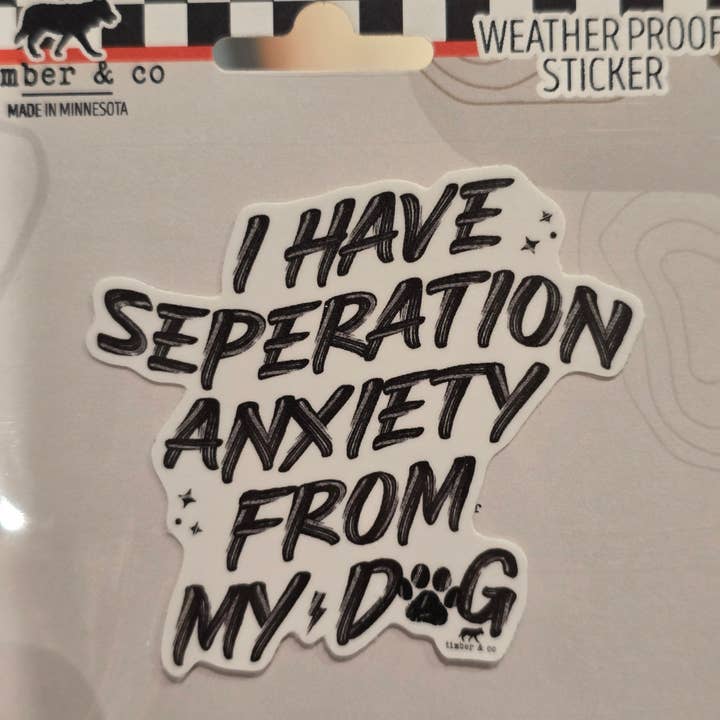 mber & co
MADE IN MINNESOTA
WEATHER PROOF
STICKER
I HAVE
SEPERATION
ANXIETY
FROM
MY DOG
timber & co